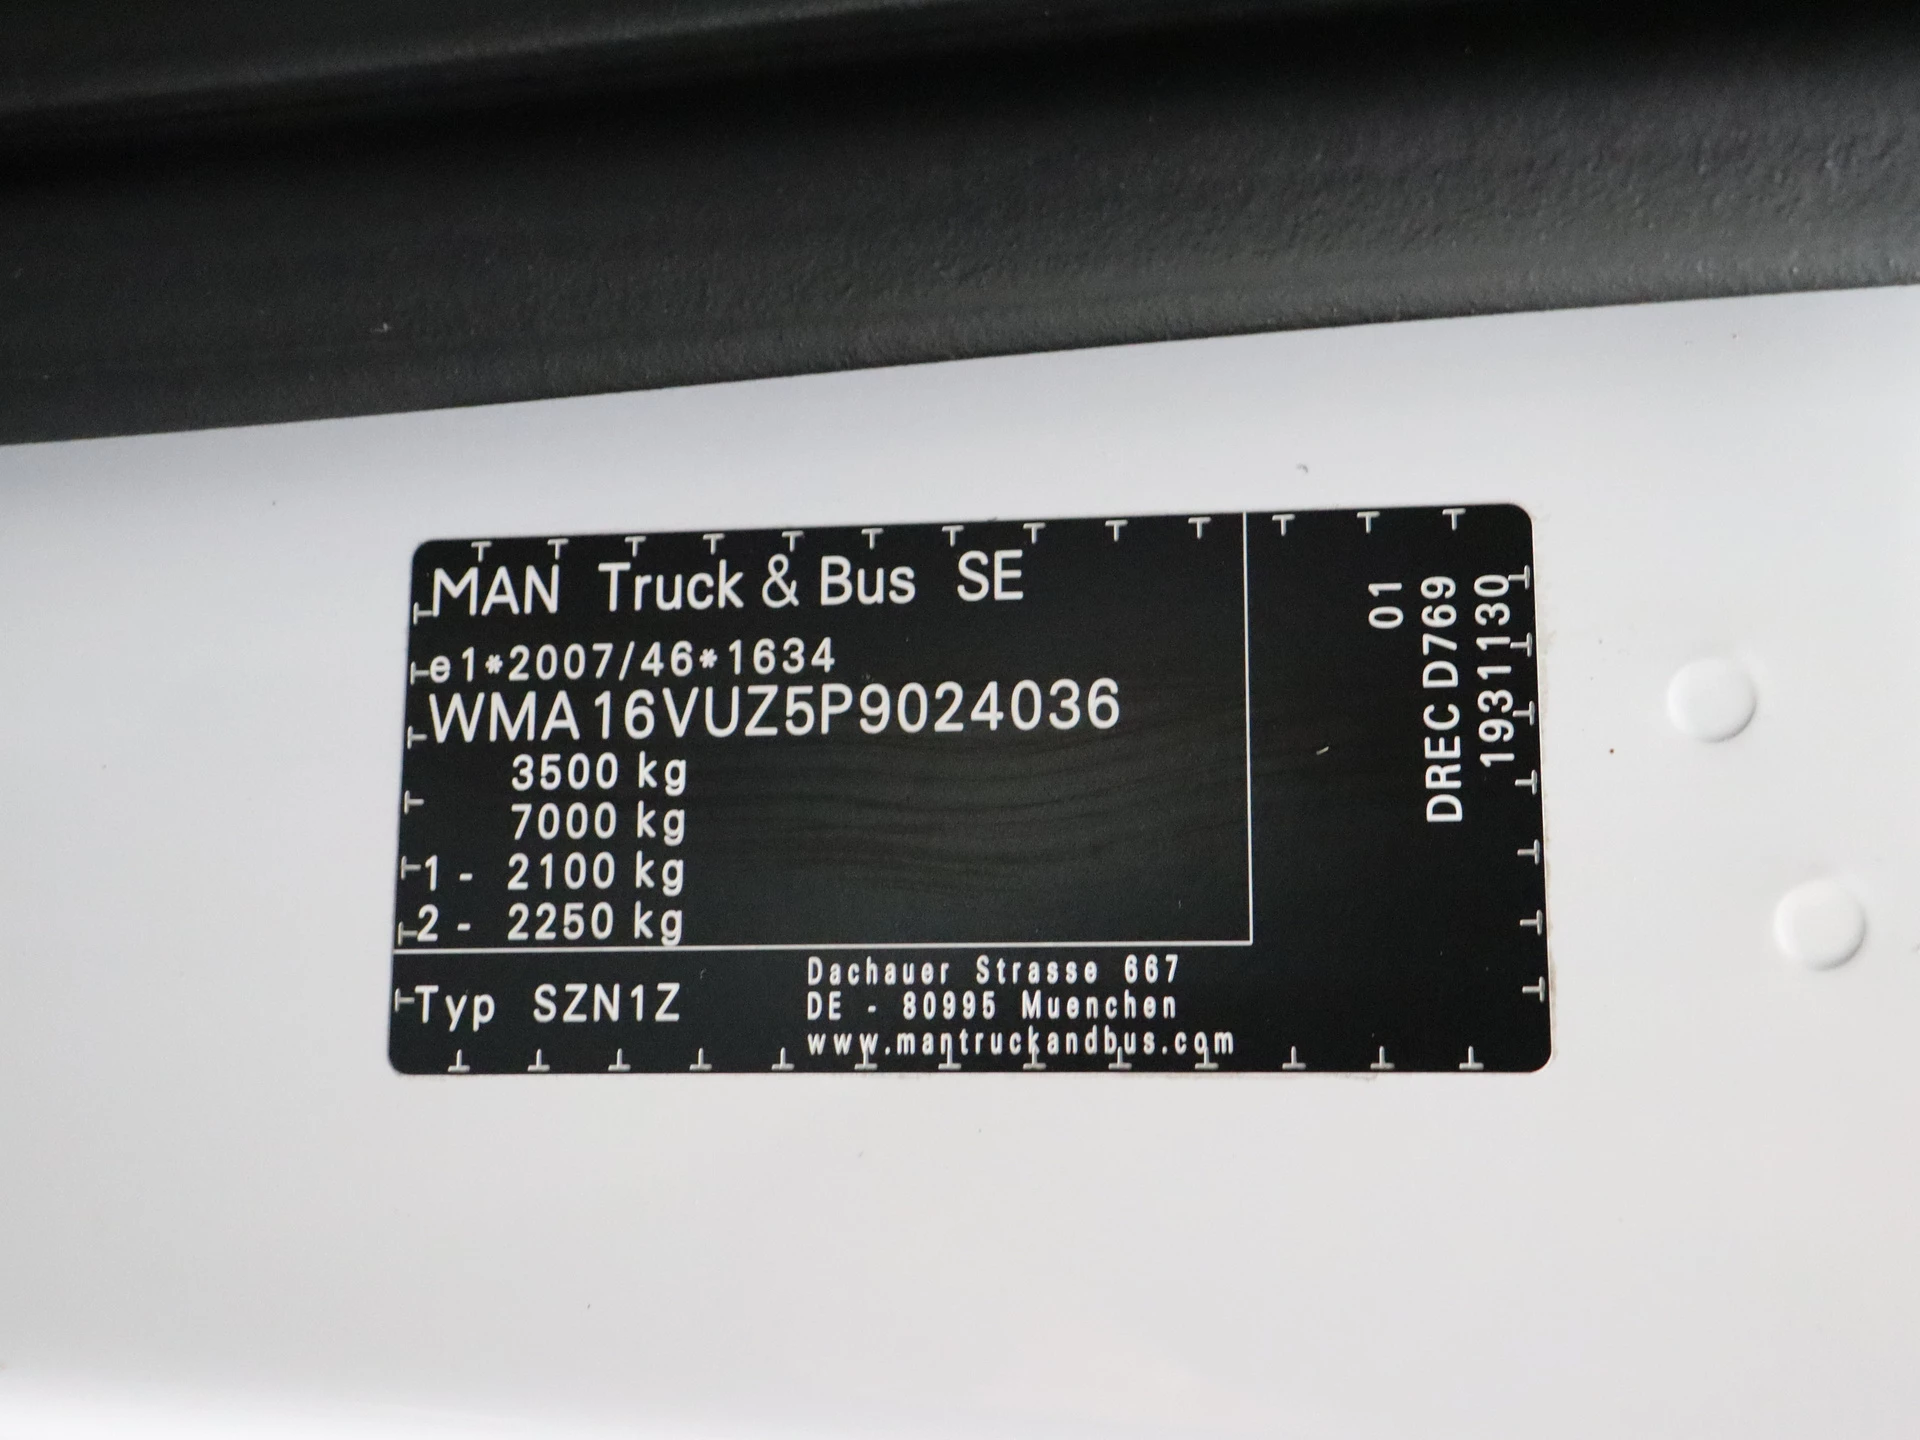 MAN Truck & Bus SE
e1*2007/46*1634
WMA16VUZ5P9024036
3500 kg
7000 kg
1 - 2100 kg
2 - 2250 kg
Typ SZN1Z
Dachauer Strasse 667
DE - 80995 Muenchen
www.mantruckandbus.com
01
DREC D769
1931130